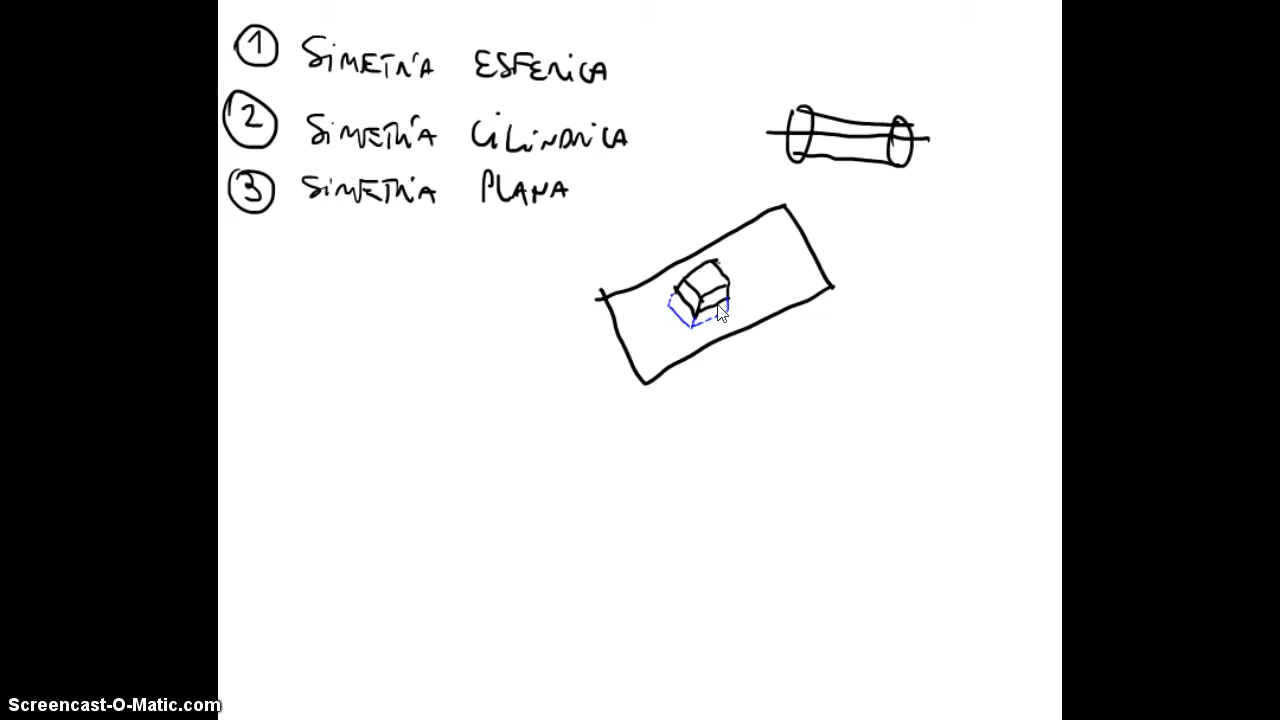 1 SIMETRÍA ESFERICA
2 SIMETRÍA CILINDRICA
3 SIMETRÍA PLANA
Screencast-O-Matic.com